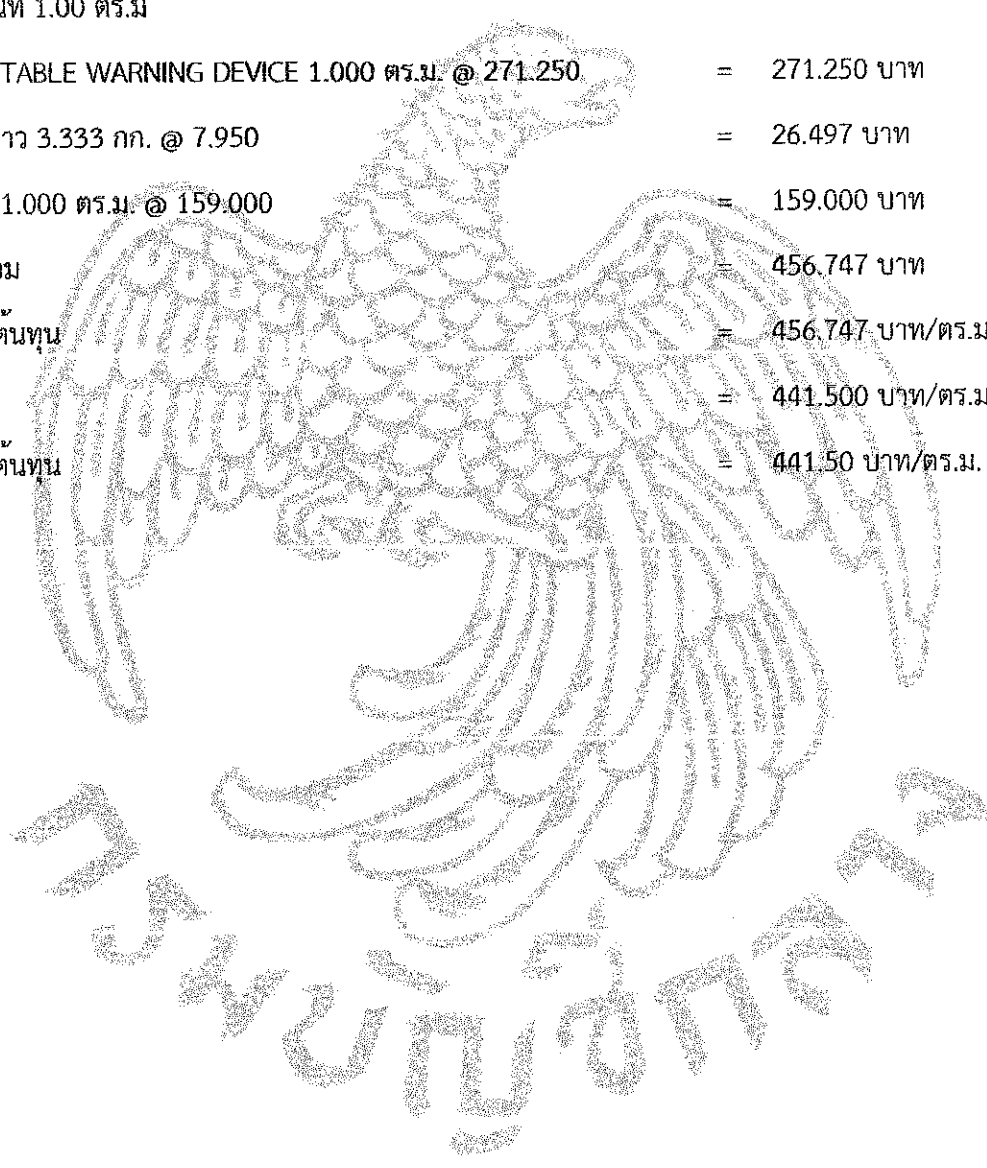 นที่ 1.00 ตร.ม
TABLE WARNING DEVICE 1.000 ตร.ม. @ 271.250 = 271.250 บาท
าว 3.333 กก. @ 7.950 = 26.497 บาท
1.000 ตร.ม. @ 159.000 = 159.000 บาท
วม = 456.747 บาท
ต้นทุน = 456.747 บาท/ตร.ม
= 441.500 บาท/ตร.ม
ต้นทุน = 441.50 บาท/ตร.ม.
กรมบัญชีกลาง